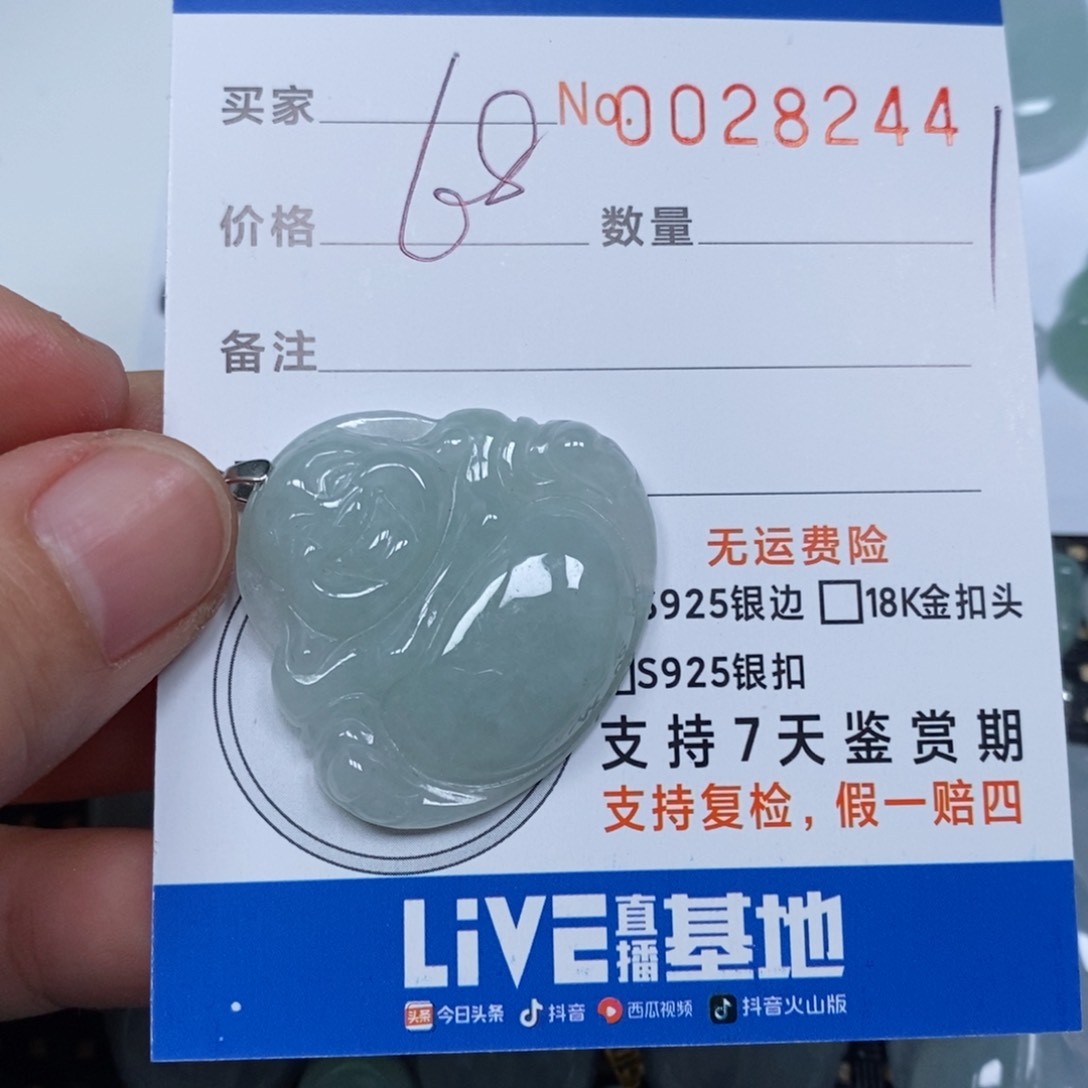 买家 No.0028244
价格 68 数量 1
备注
无运费险
S925银边 □18K金扣头
□S925银扣
支持7天鉴赏期
支持复检，假一赔四
LiVE直播基地
头条 今日头条 抖音 西瓜视频 抖音火山版